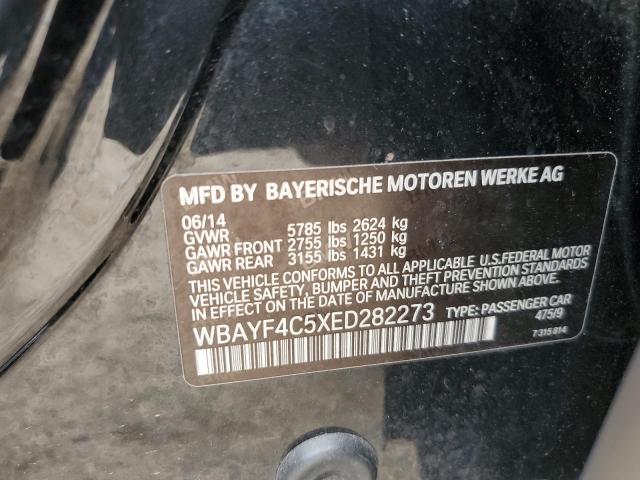 MFD BY BAYERISCHE MOTOREN WERKE AG
06/14
GVWR 5785 lbs 2624 kg
GAWR FRONT 2755 lbs 1250 kg
GAWR REAR 3155 lbs 1431 kg
THIS VEHICLE CONFORMS TO ALL APPLICABLE U.S.FEDERAL MOTOR
VEHICLE SAFETY, BUMPER, AND THEFT PREVENTION STANDARDS
IN EFFECT ON THE DATE OF MANUFACTURE SHOWN ABOVE.
WBAYF4C5XED282273 TYPE: PASSENGER CAR
475/9
7 315 814